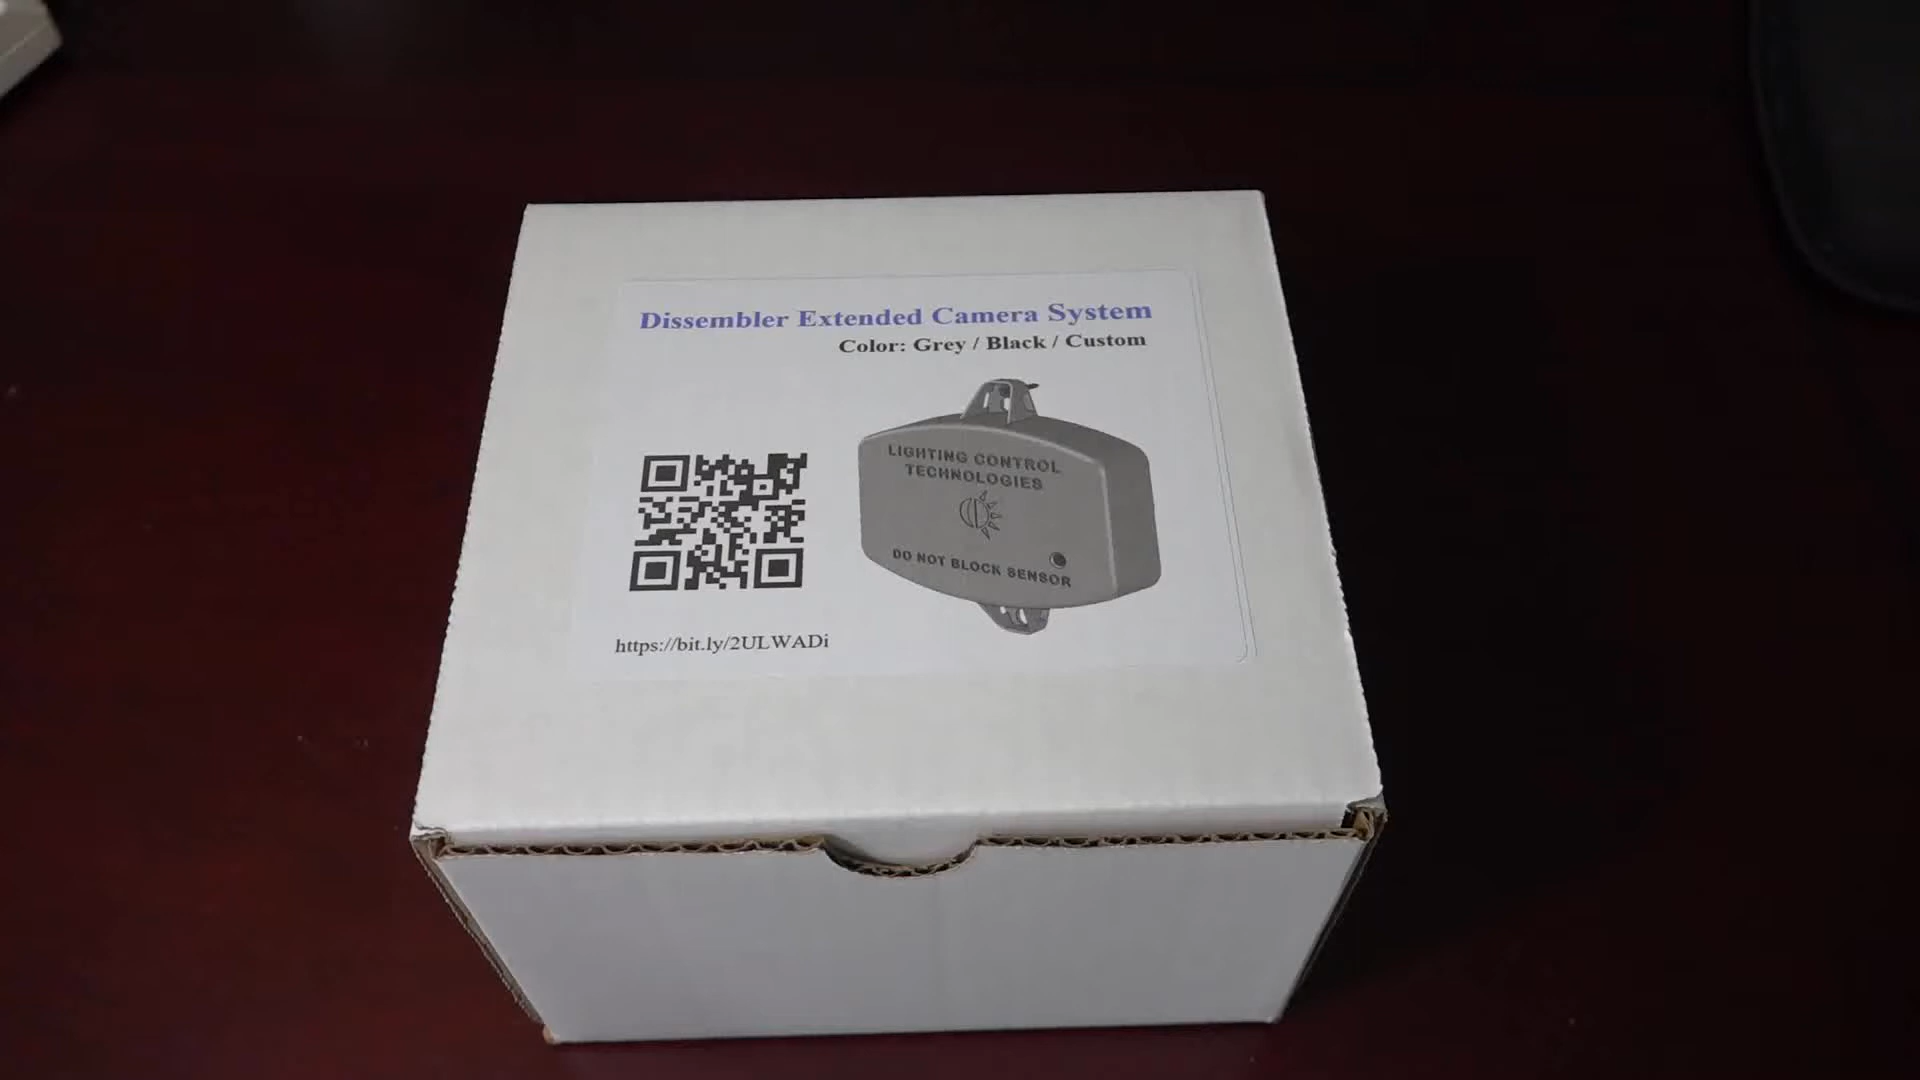 Dissembler Extended Camera System
Color: Grey / Black / Custom
LIGHTING CONTROL
TECHNOLOGIES
DO NOT BLOCK SENSOR
https://bit.ly/2ULWADi